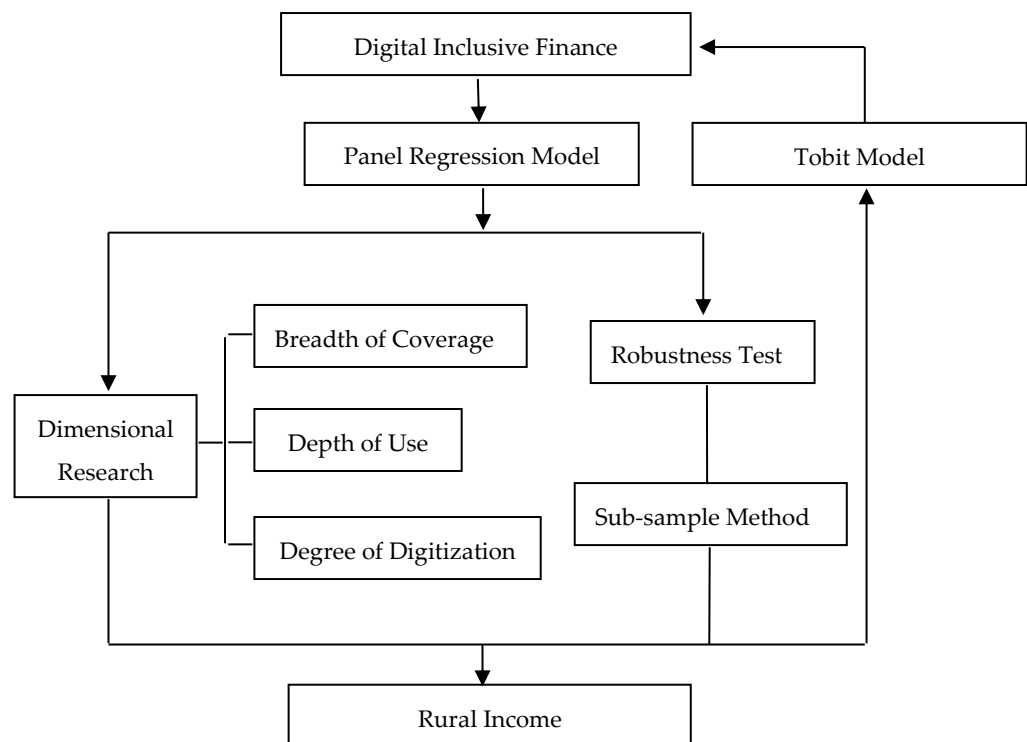 Digital Inclusive Finance
Panel Regression Model
Tobit Model
Breadth of Coverage
Robustness Test
Dimensional
Research
Depth of Use
Sub-sample Method
Degree of Digitization
Rural Income